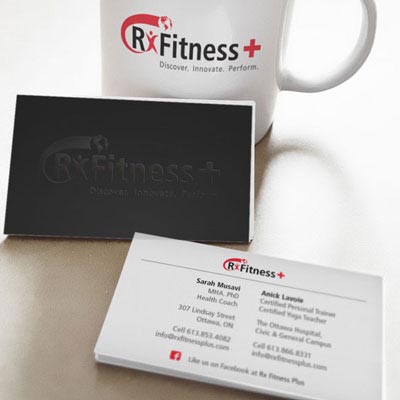 RxFitness+
Discover. Innovate. Perform.
RxFitness+
Discover. Innovate. Perform.
RxFitness+
Sarah Musavi
MHA, PhD
Health Coach
307 Lindsay Street
Ottawa, ON
Cell 613.853.4082
info@rxfitnessplus.com
Anick Lavoie
Certified Personal Trainer
Certified Yoga Teacher
The Ottawa Hospital,
Civic & General Campus
Cell 613.866.8331
info@rxfitnessplus.com
Like us on Facebook at Rx Fitness Plus